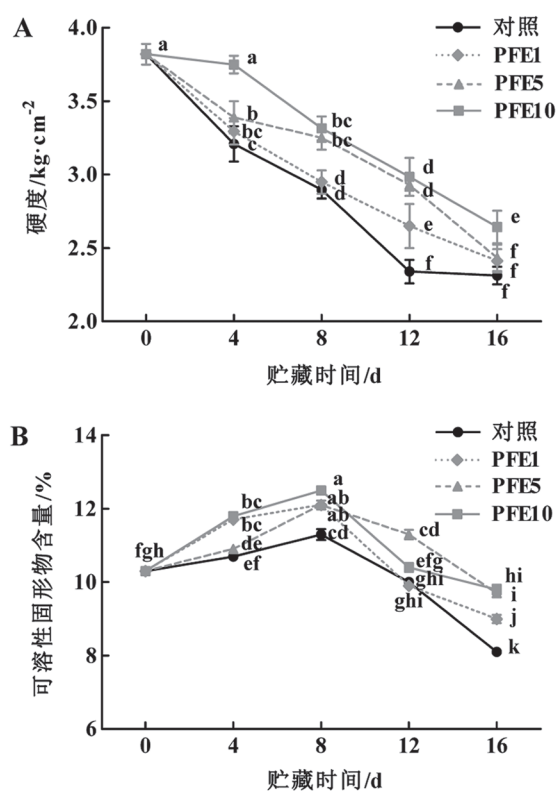 A
对照
PFE1
PFE5
PFE10
硬度/kg·cm⁻²
4.0
3.5
3.0
2.5
2.0
a
a
b
bc
c
bc
bc
d
d
d
d
e
f
e
f
f
f
0 4 8 12 16
贮藏时间/d
B
对照
PFE1
PFE5
PFE10
可溶性固形物含量/%
14
12
10
8
6
fgh
bc
bc
de
ef
a
ab
ab
cd
cd
efg
ghi
ghi
hi
i
j
k
0 4 8 12 16
贮藏时间/d